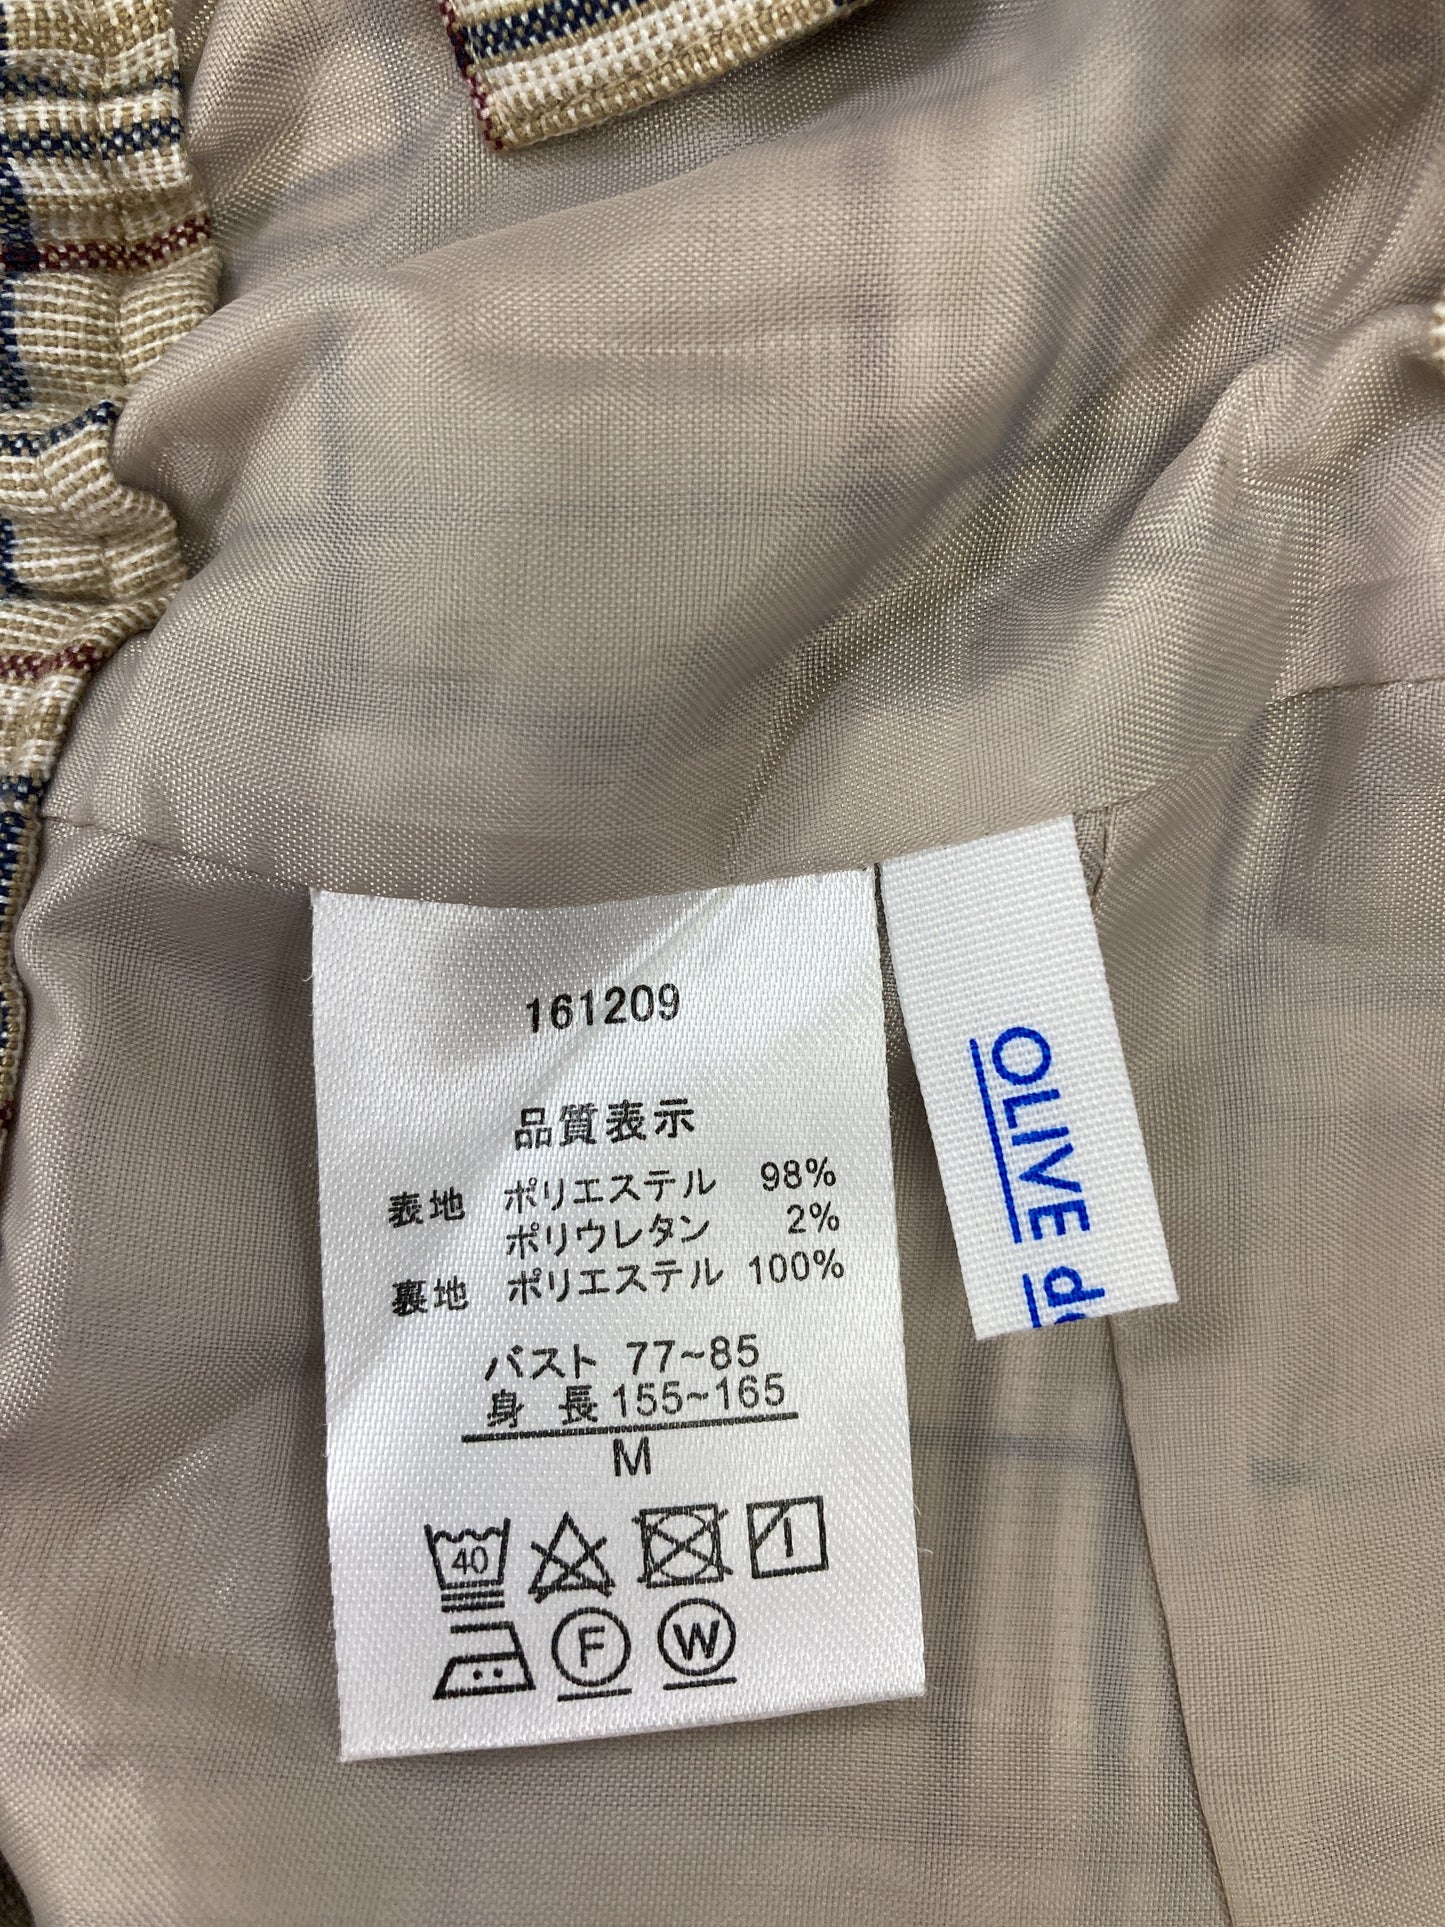 161209
品質表示
表地 ポリエステル 98%
ポリウレタン 2%
裏地 ポリエステル 100%
バスト 77~85
身 長 155~165
M
40
F
W
OLIVE